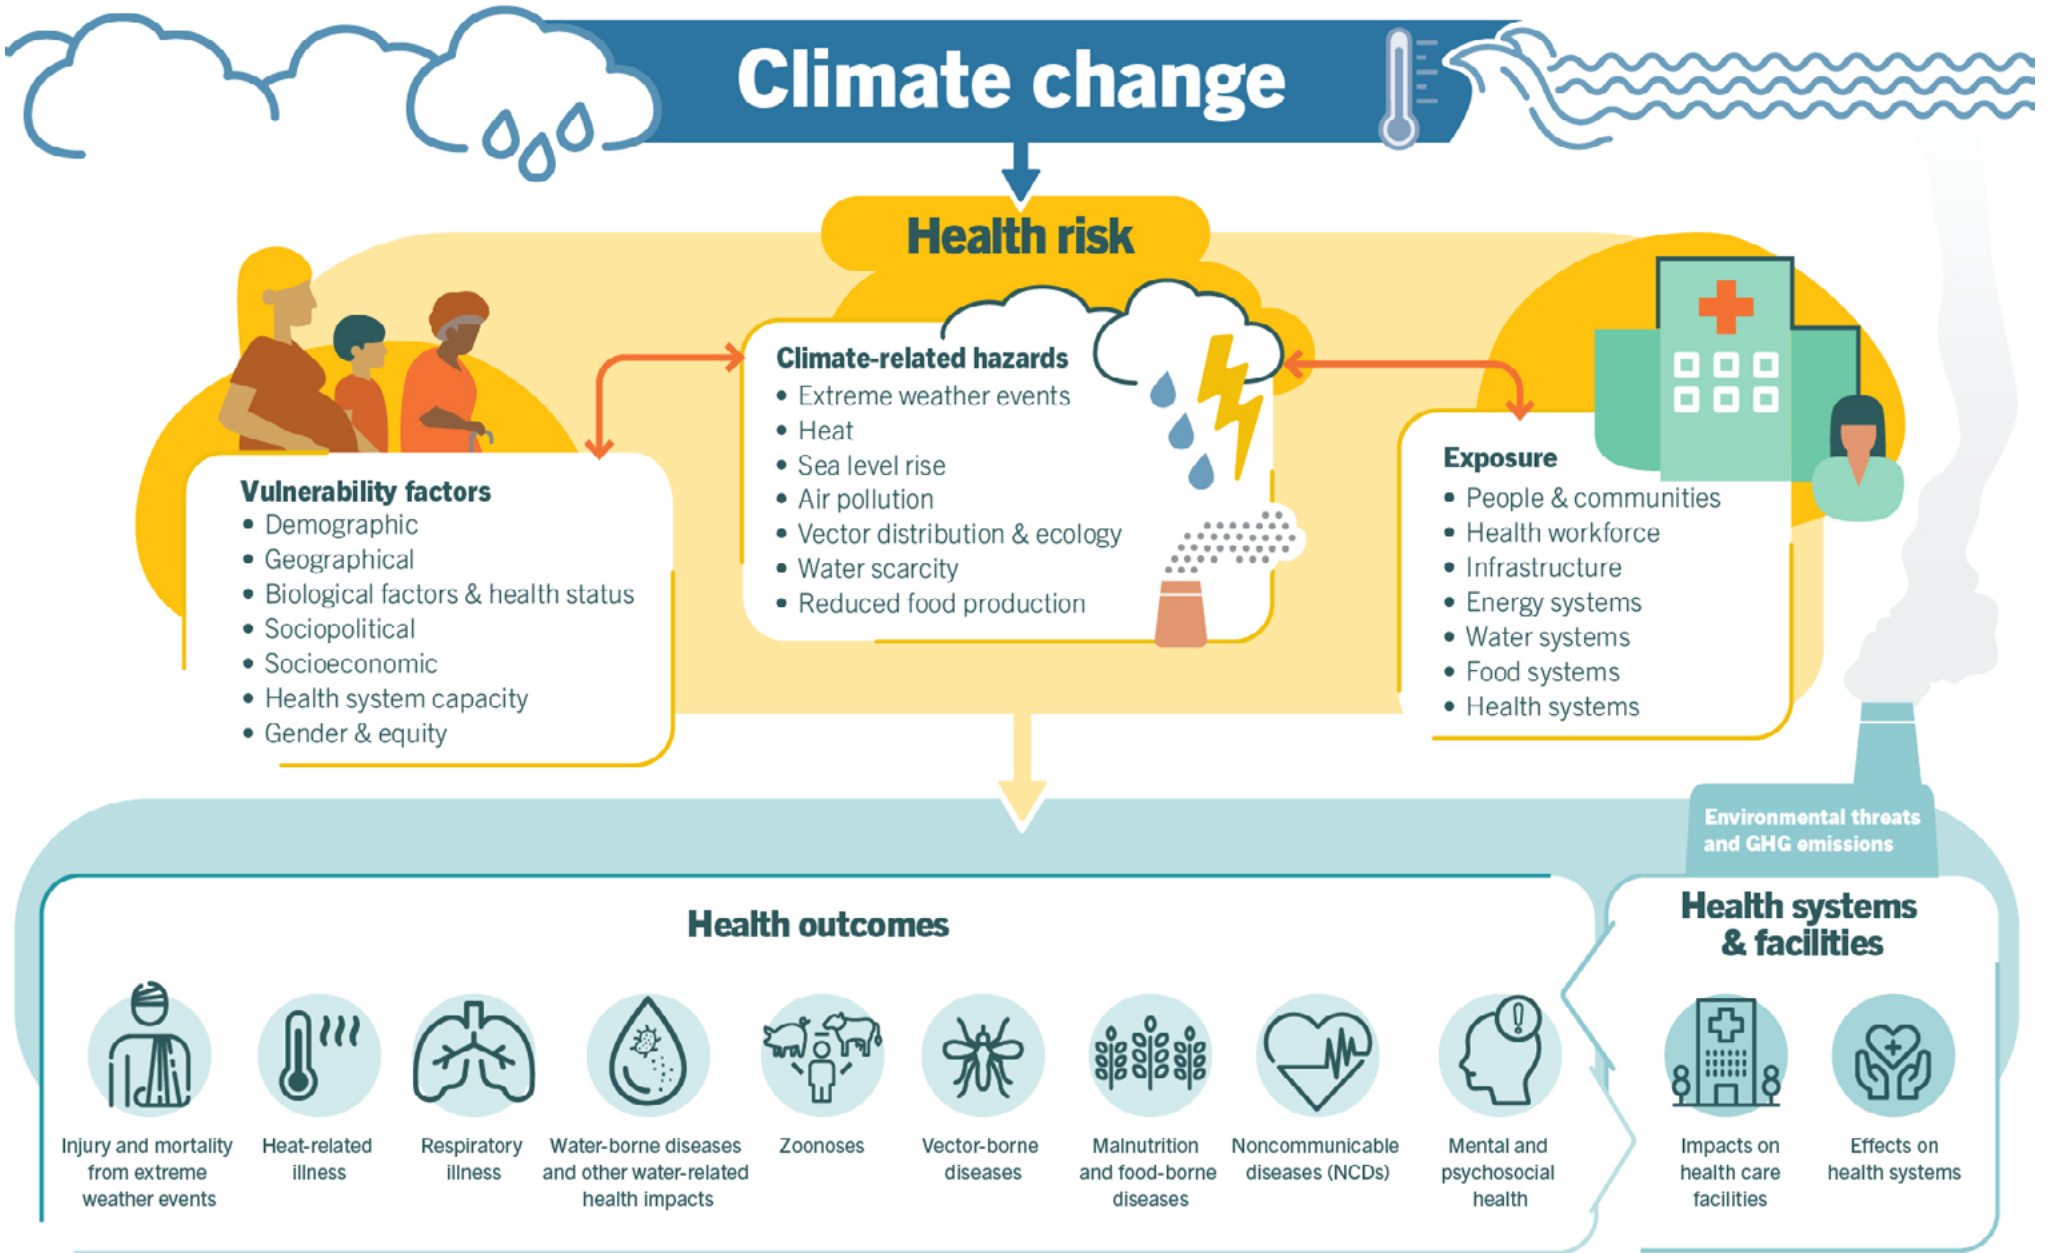 Climate change
Health risk
Vulnerability factors
• Demographic
• Geographical
• Biological factors & health status
• Sociopolitical
• Socioeconomic
• Health system capacity
• Gender & equity
Climate-related hazards
• Extreme weather events
• Heat
• Sea level rise
• Air pollution
• Vector distribution & ecology
• Water scarcity
• Reduced food production
Exposure
• People & communities
• Health workforce
• Infrastructure
• Energy systems
• Water systems
• Food systems
• Health systems
Environmental threats
and GHG emissions
Health outcomes
Injury and mortality
from extreme
weather events
Heat-related
illness
Respiratory
illness
Water-borne diseases
and other water-related
health impacts
Zoonoses
Vector-borne
diseases
Malnutrition
and food-borne
diseases
Noncommunicable
diseases (NCDs)
Mental and
psychosocial
health
Health systems
& facilities
Impacts on
health care
facilities
Effects on
health systems